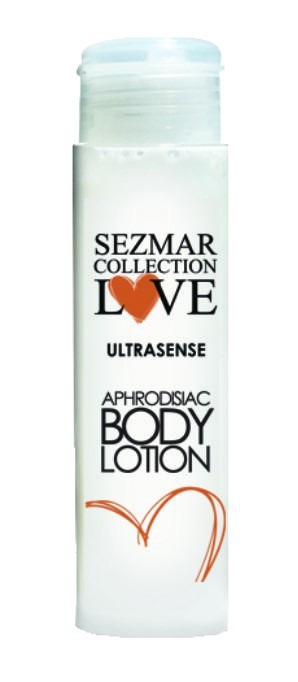 SEZMAR
COLLECTION
LOVE
ULTRASENSE
APHRODISIAC
BODY
LOTION